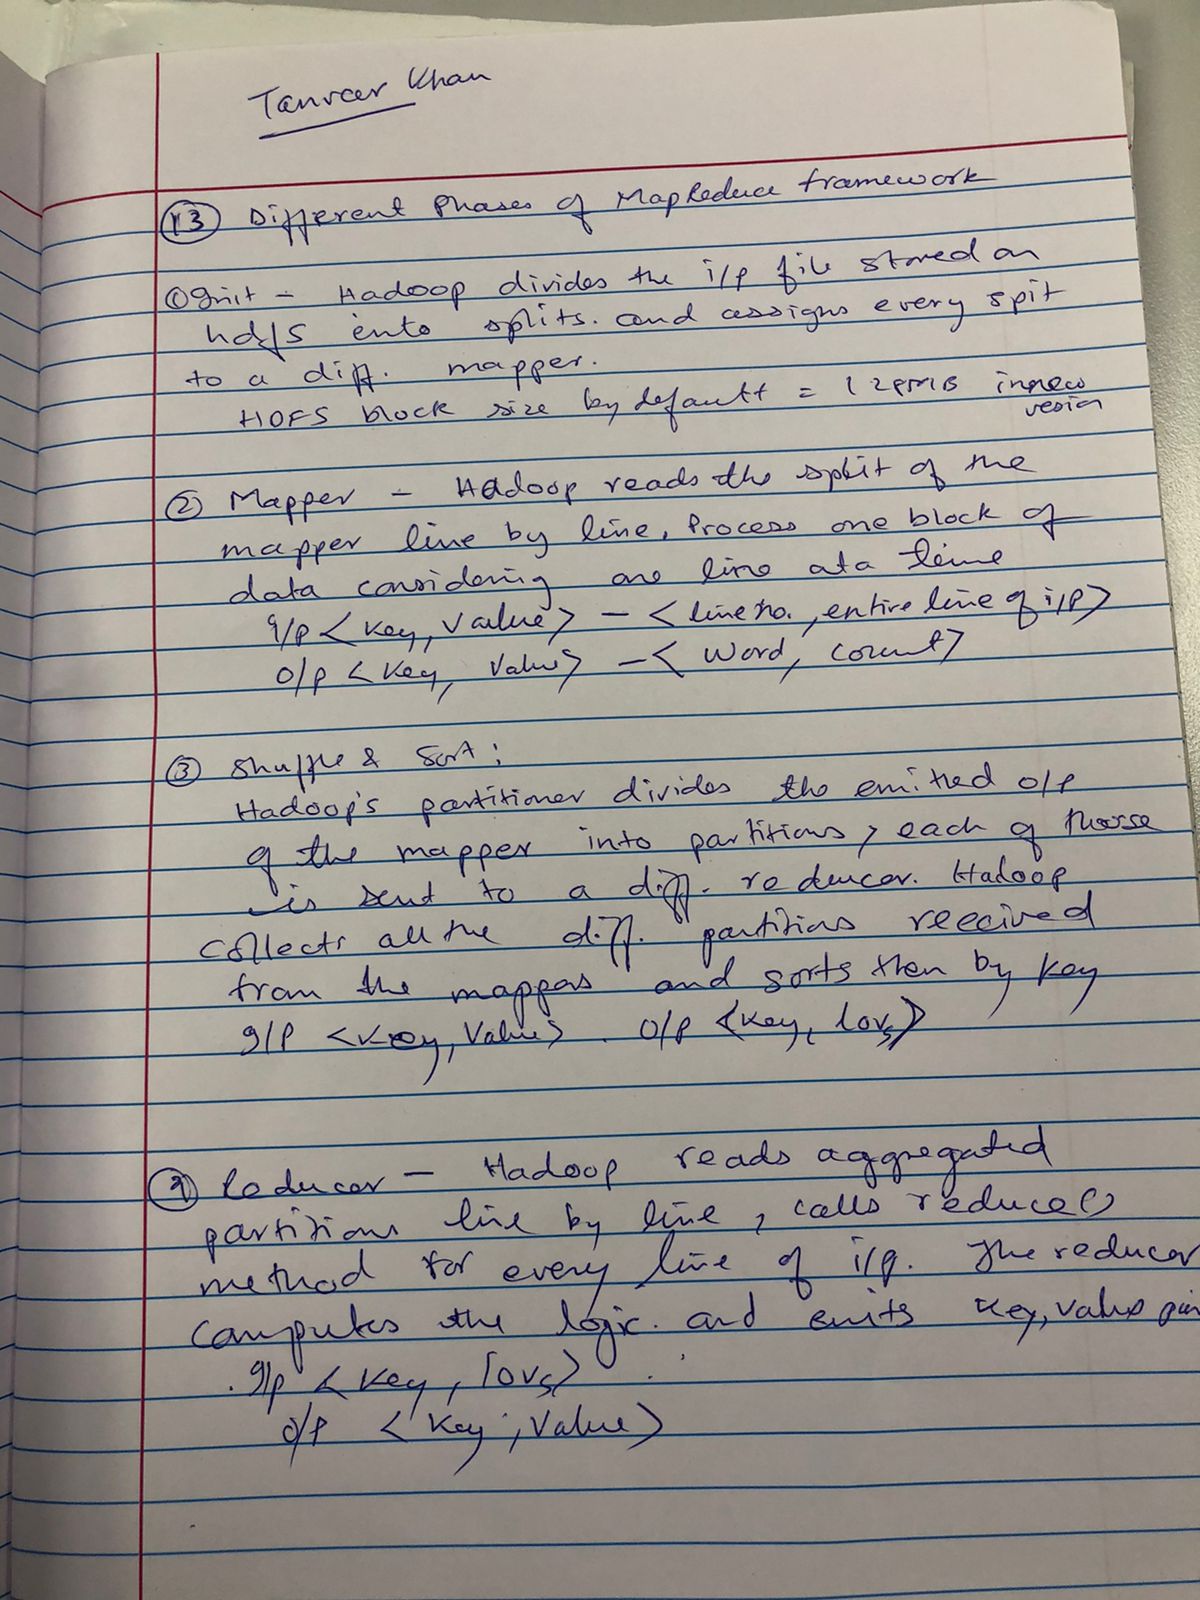 Tanveer Khan
13 Different Phases of MapReduce framework
① Init - Hadoop divides the i/p file stored on
hdfs into splits. and assigns every spit
to a diff. mapper.
HDFS block size by default = 128MB in new
vesion
② Mapper - Hadoop reads the split of the
mapper line by line. Process one block of
data considering one line at a time
I/p <key, value> - <line no., entire line of i/p>
o/p <key, value> - < word, count>
③ Shuffle & Sort :
Hadoop's partitioner divides the emitted o/p
of the mapper into partitions, each of those
is sent to a diff. reducer. Hadoop
collects all the diff. partitions received
from the mappers and sorts then by key
I/P <key, value> . O/P <key, lovs>
④ Reducer - Hadoop reads aggregated
partitions line by line, calls reduce()
method for every line of i/p. The reducer
computes the logic. and emits key, value pair
. I/p < key, lovs> .
o/p < key, value>